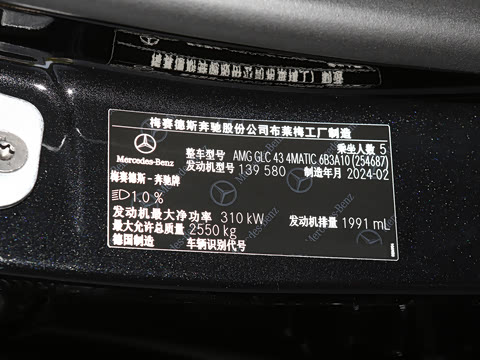 梅赛德斯奔驰股份公司布莱梅工厂制造
乘坐人数 5
整车型号 AMG GLC 43 4MATIC 6B3A10 (254687)
Mercedes-Benz
发动机型号 139 580
制造年月 2024-02
梅赛德斯 - 奔驰牌
1.0 %
发动机最大净功率 310 kW
发动机排量 1991 mL
最大允许总质量 2550 kg
德国制造
车辆识别代号